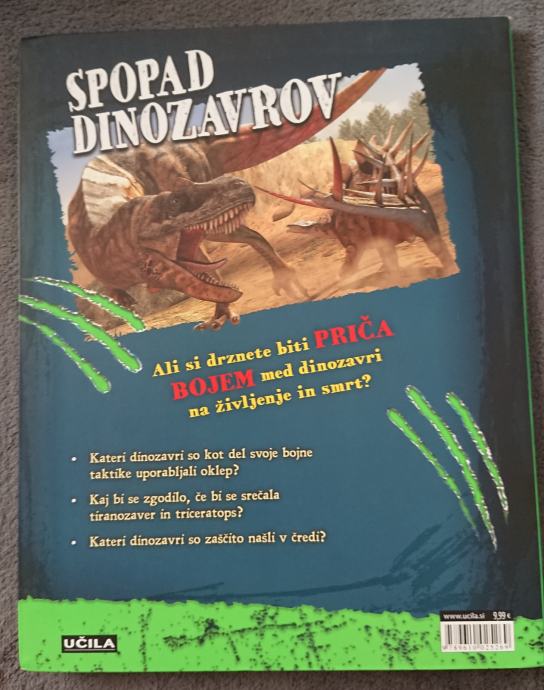 SPOPAD
DINOZAVROV
Ali si drznete biti PRIČA
BOJEM med dinozavri
na življenje in smrt?
• Kateri dinozavri so kot del svoje bojne
taktike uporabljali oklep?
• Kaj bi se zgodilo, če bi se srečala
tiranozaver in triceratops?
• Kateri dinozavri so zaščito našli v čredi?
www.ucila.si 9,99 €
UČILA
9789610025269